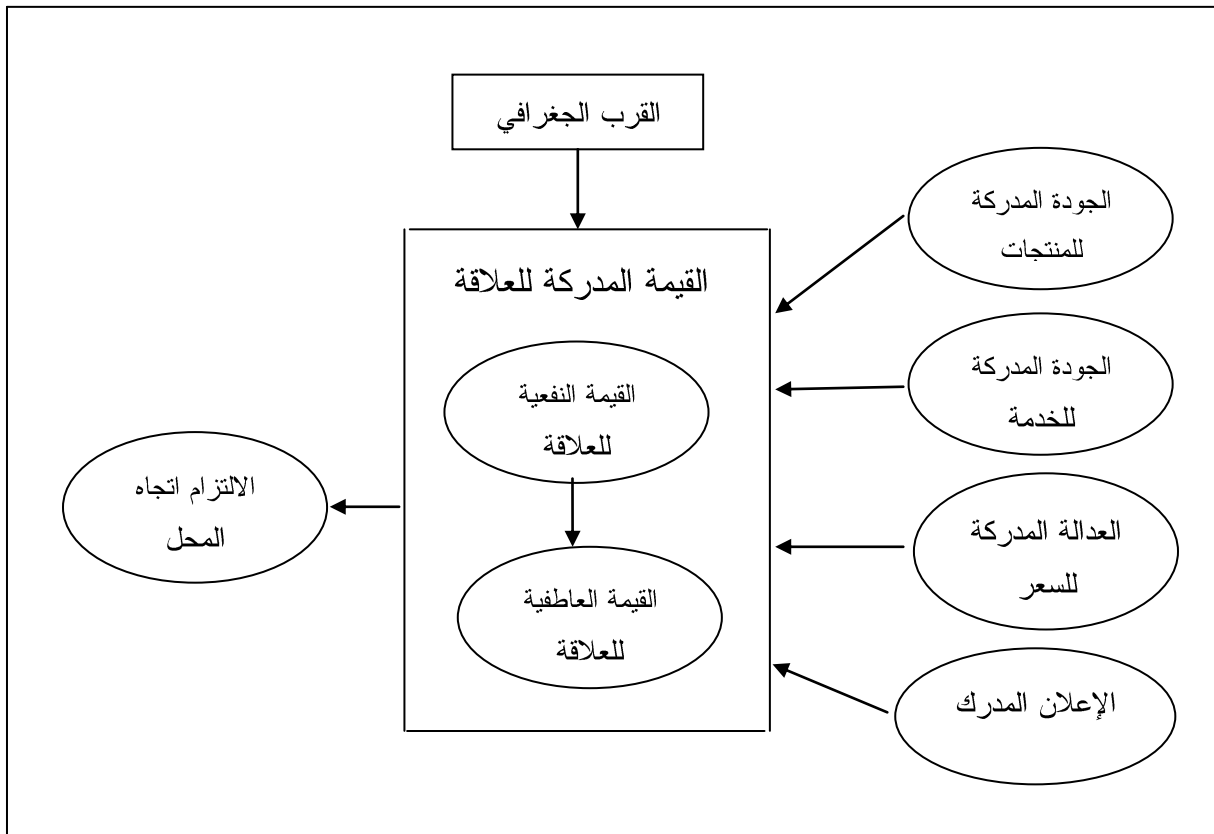 القرب الجغرافي
الجودة المدركة
للمنتجات
القيمة المدركة للعلاقة
الجودة المدركة
للخدمة
القيمة النفعية
للعلاقة
الالتزام اتجاه
المحل
العدالة المدركة
للسعر
القيمة العاطفية
للعلاقة
الإعلان المدرك